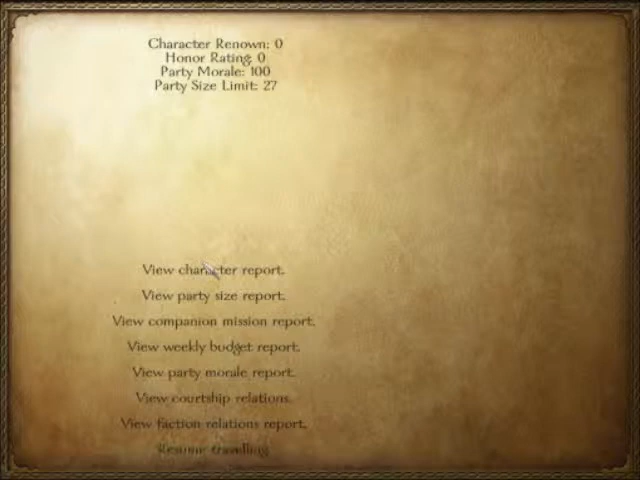 Character Renown: 0
Honor Rating: 0
Party Morale: 100
Party Size Limit: 27
View character report.
View party size report.
View companion mission report.
View weekly budget report.
View party morale report.
View courtship relations.
View faction relations report.
Resume travelling